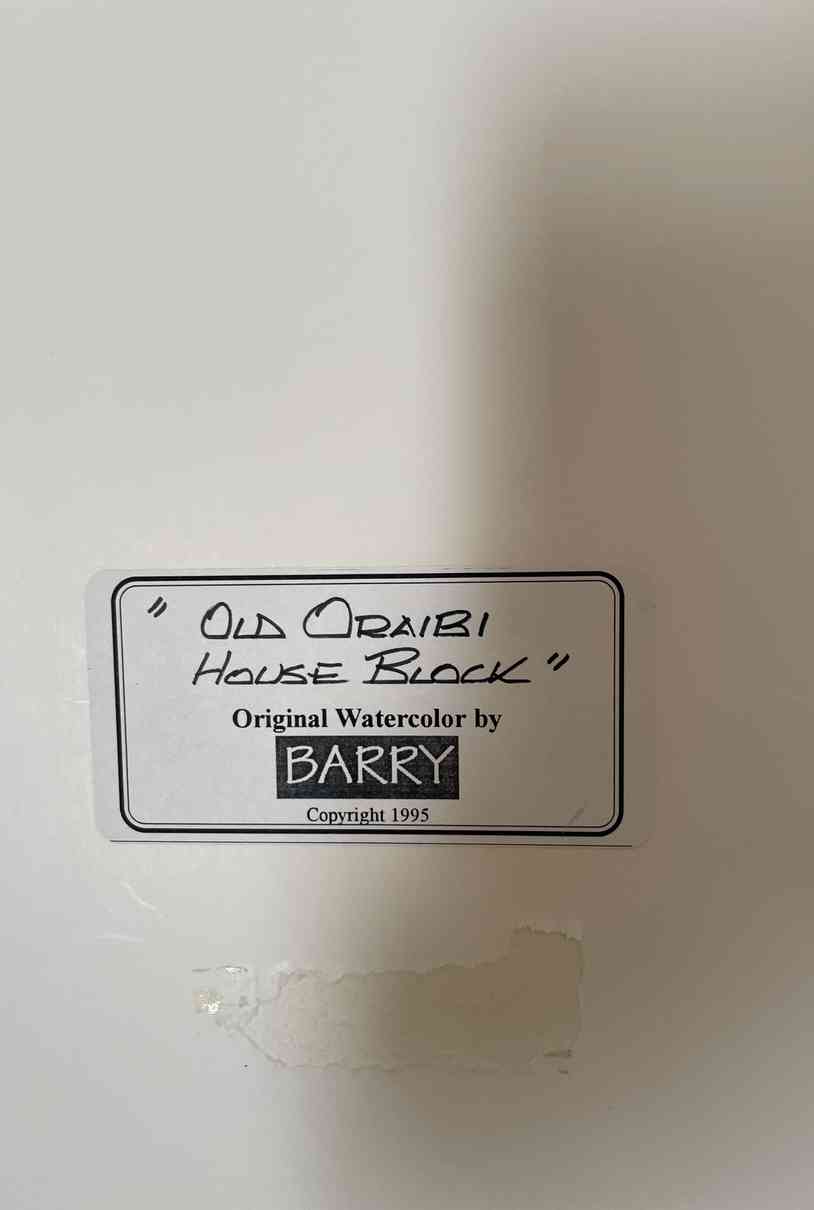 " OLD ORAIBI
HOUSE BLOCK "
Original Watercolor by
BARRY
Copyright 1995